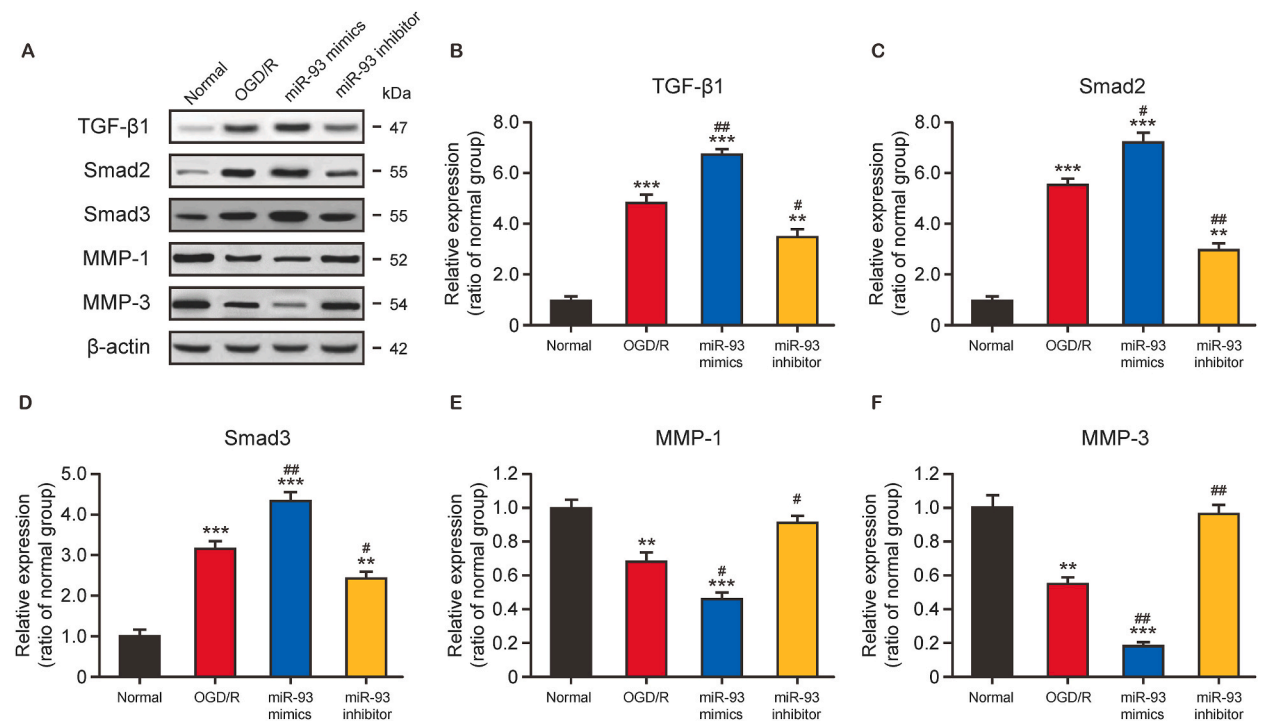 A
Normal
OGD/R
miR-93 mimics
miR-93 inhibitor
kDa
TGF-β1
47
Smad2
55
Smad3
55
MMP-1
52
MMP-3
54
β-actin
42
B
TGF-β1
Relative expression
(ratio of normal group)
8.0
6.0
4.0
2.0
0
***
##
***
#
**
Normal
OGD/R
miR-93
mimics
miR-93
inhibitor
C
Smad2
Relative expression
(ratio of normal group)
8.0
6.0
4.0
2.0
0
***
#
***
##
**
Normal
OGD/R
miR-93
mimics
miR-93
inhibitor
D
Smad3
Relative expression
(ratio of normal group)
5.0
4.0
3.0
2.0
1.0
0
***
##
***
#
**
Normal
OGD/R
miR-93
mimics
miR-93
inhibitor
E
MMP-1
Relative expression
(ratio of normal group)
1.2
1.0
0.8
0.6
0.4
0.2
0
**
#
***
#
Normal
OGD/R
miR-93
mimics
miR-93
inhibitor
F
MMP-3
Relative expression
(ratio of normal group)
1.2
1.0
0.8
0.6
0.4
0.2
0
**
##
***
##
Normal
OGD/R
miR-93
mimics
miR-93
inhibitor